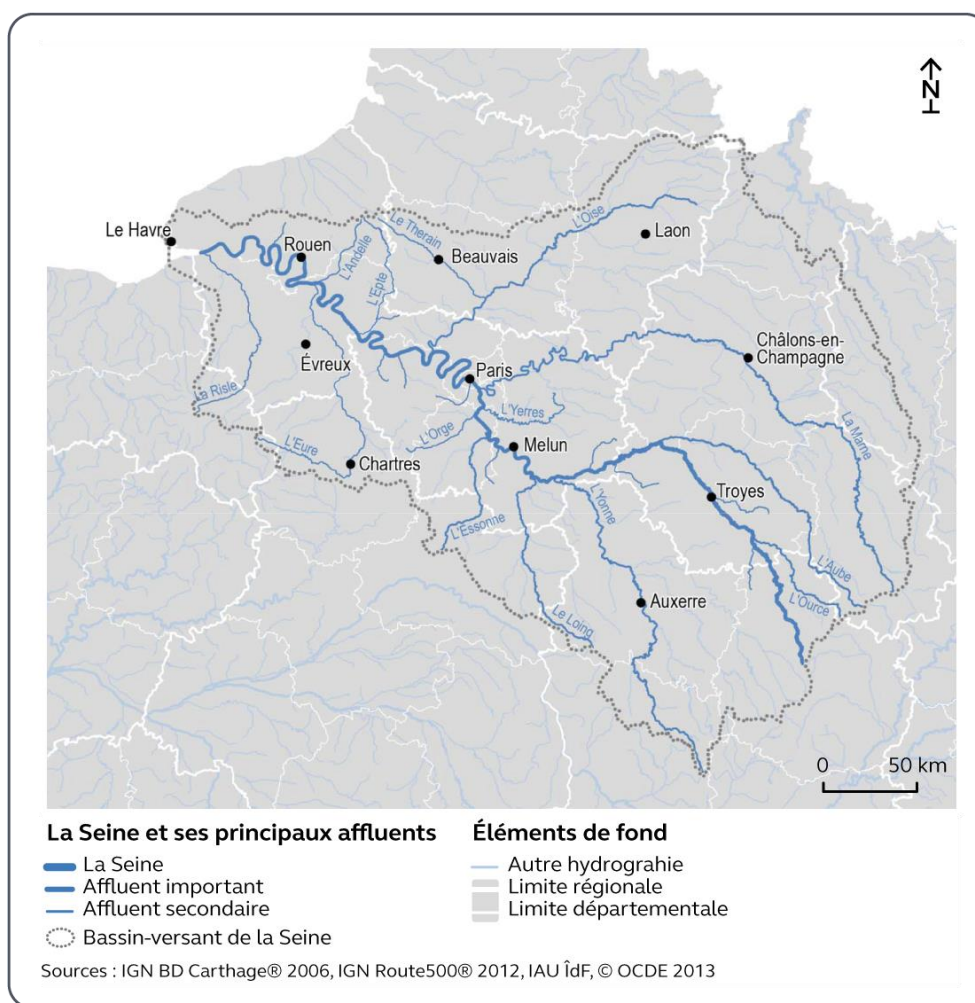 N
Le Havre
Rouen
L'Andelle
Le Therain
L'Epte
Beauvais
L'Oise
Laon
Évreux
La Risle
Paris
Châlons-en-
Champagne
L'Yerres
L'Orge
L'Eure
Chartres
Melun
La Marne
L'Essonne
L'Yonne
Troyes
L'Aube
L'Ource
Le Loing
Auxerre
0 50 km
La Seine et ses principaux affluents
La Seine
Affluent important
Affluent secondaire
Bassin-versant de la Seine
Éléments de fond
Autre hydrograhie
Limite régionale
Limite départementale
Sources : IGN BD Carthage® 2006, IGN Route500® 2012, IAU ÎdF, © OCDE 2013